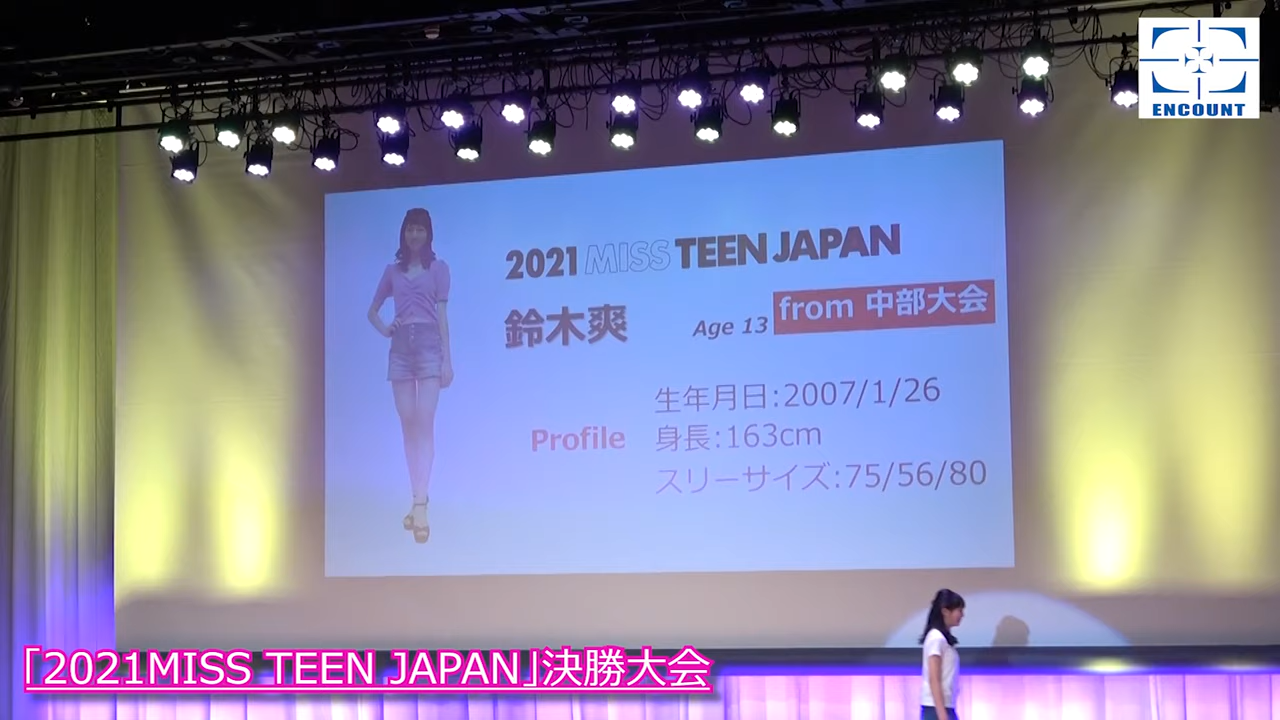 ENCOUNT
2021 MISS TEEN JAPAN
鈴木爽
Age 13
from 中部大会
Profile
生年月日:2007/1/26
身長:163cm
スリーサイズ:75/56/80
「2021MISS TEEN JAPAN」決勝大会